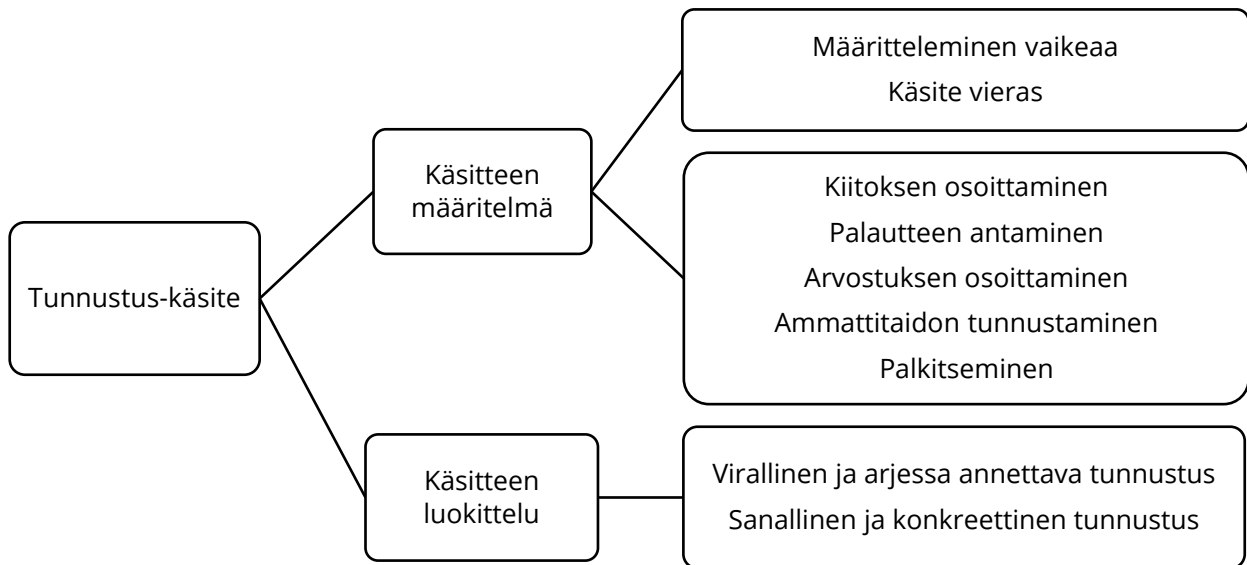 Tunnustus-käsite
Käsitteen
määritelmä
Määritteleminen vaikeaa
Käsite vieras
Kiitoksen osoittaminen
Palautteen antaminen
Arvostuksen osoittaminen
Ammattitaidon tunnustaminen
Palkitseminen
Käsitteen
luokittelu
Virallinen ja arjessa annettava tunnustus
Sanallinen ja konkreettinen tunnustus